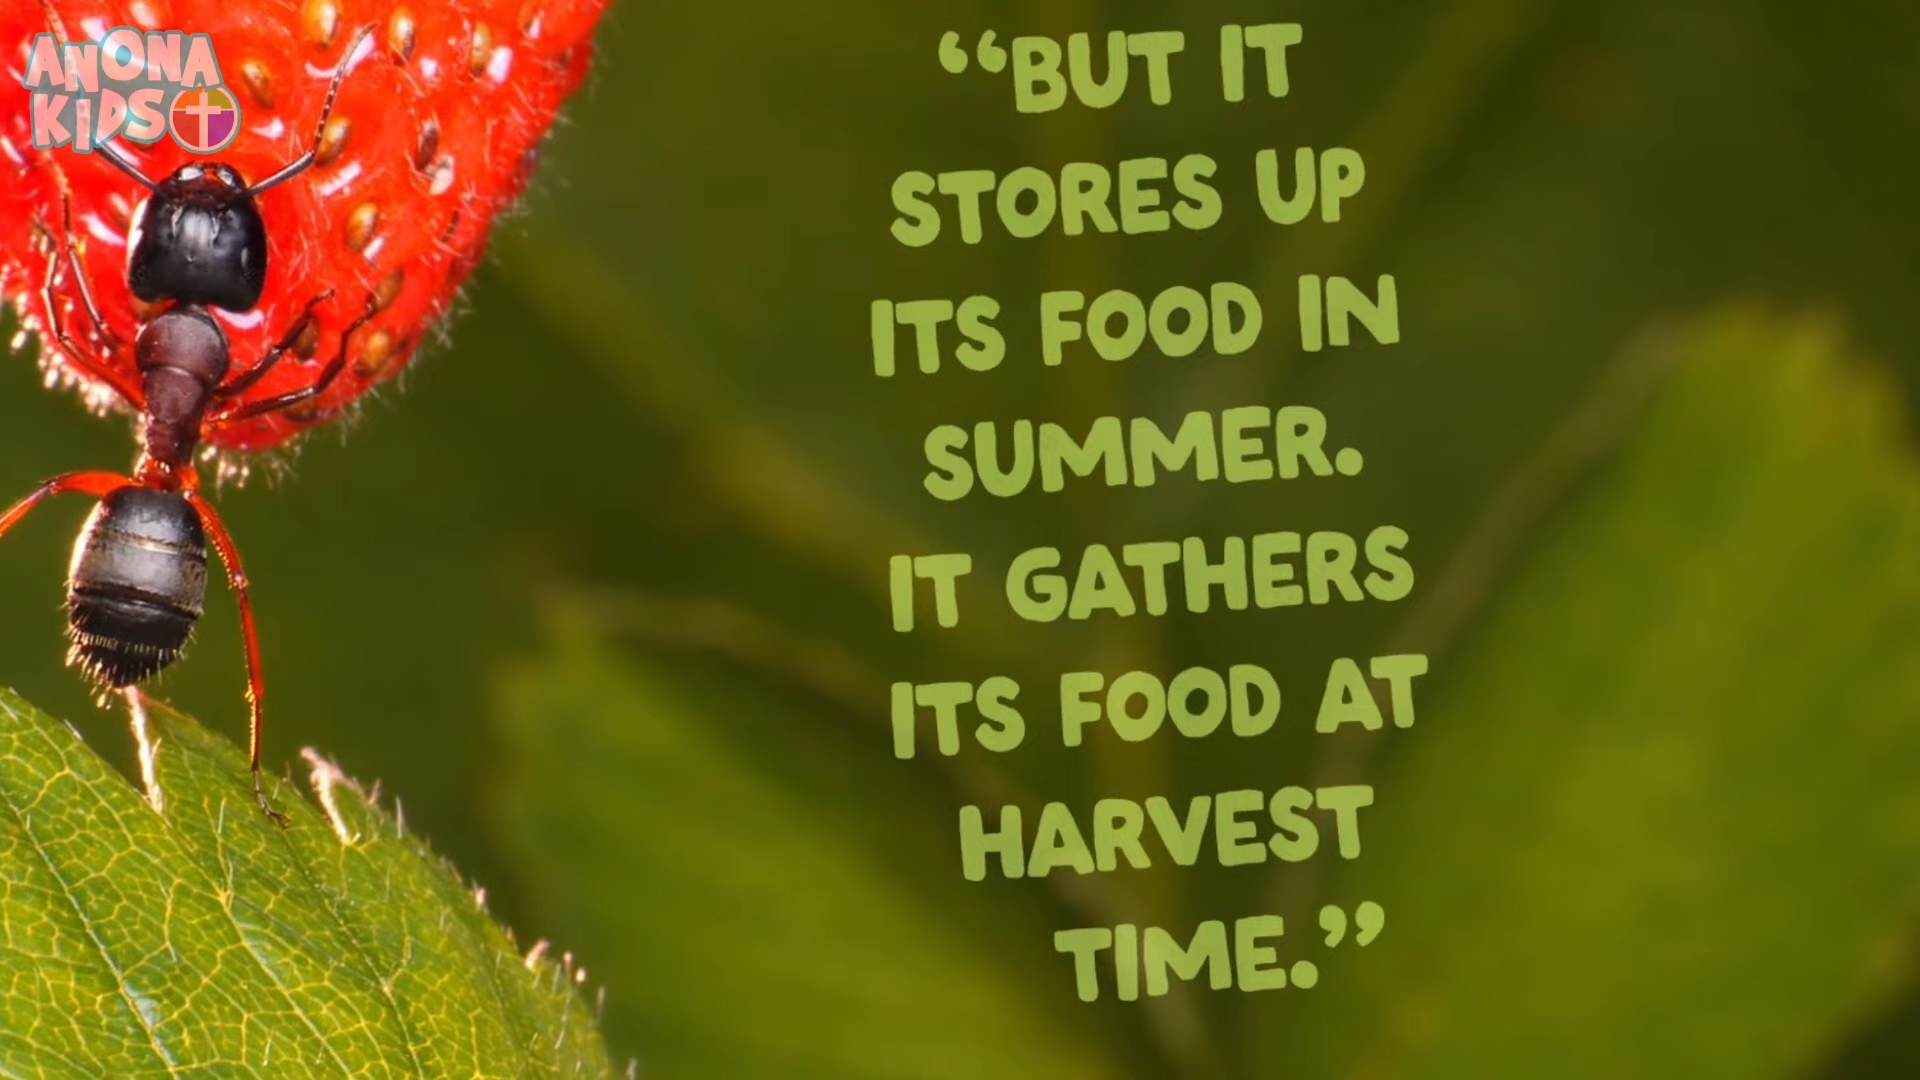 ANONA
KIDS
“BUT IT
STORES UP
ITS FOOD IN
SUMMER.
IT GATHERS
ITS FOOD AT
HARVEST
TIME.”